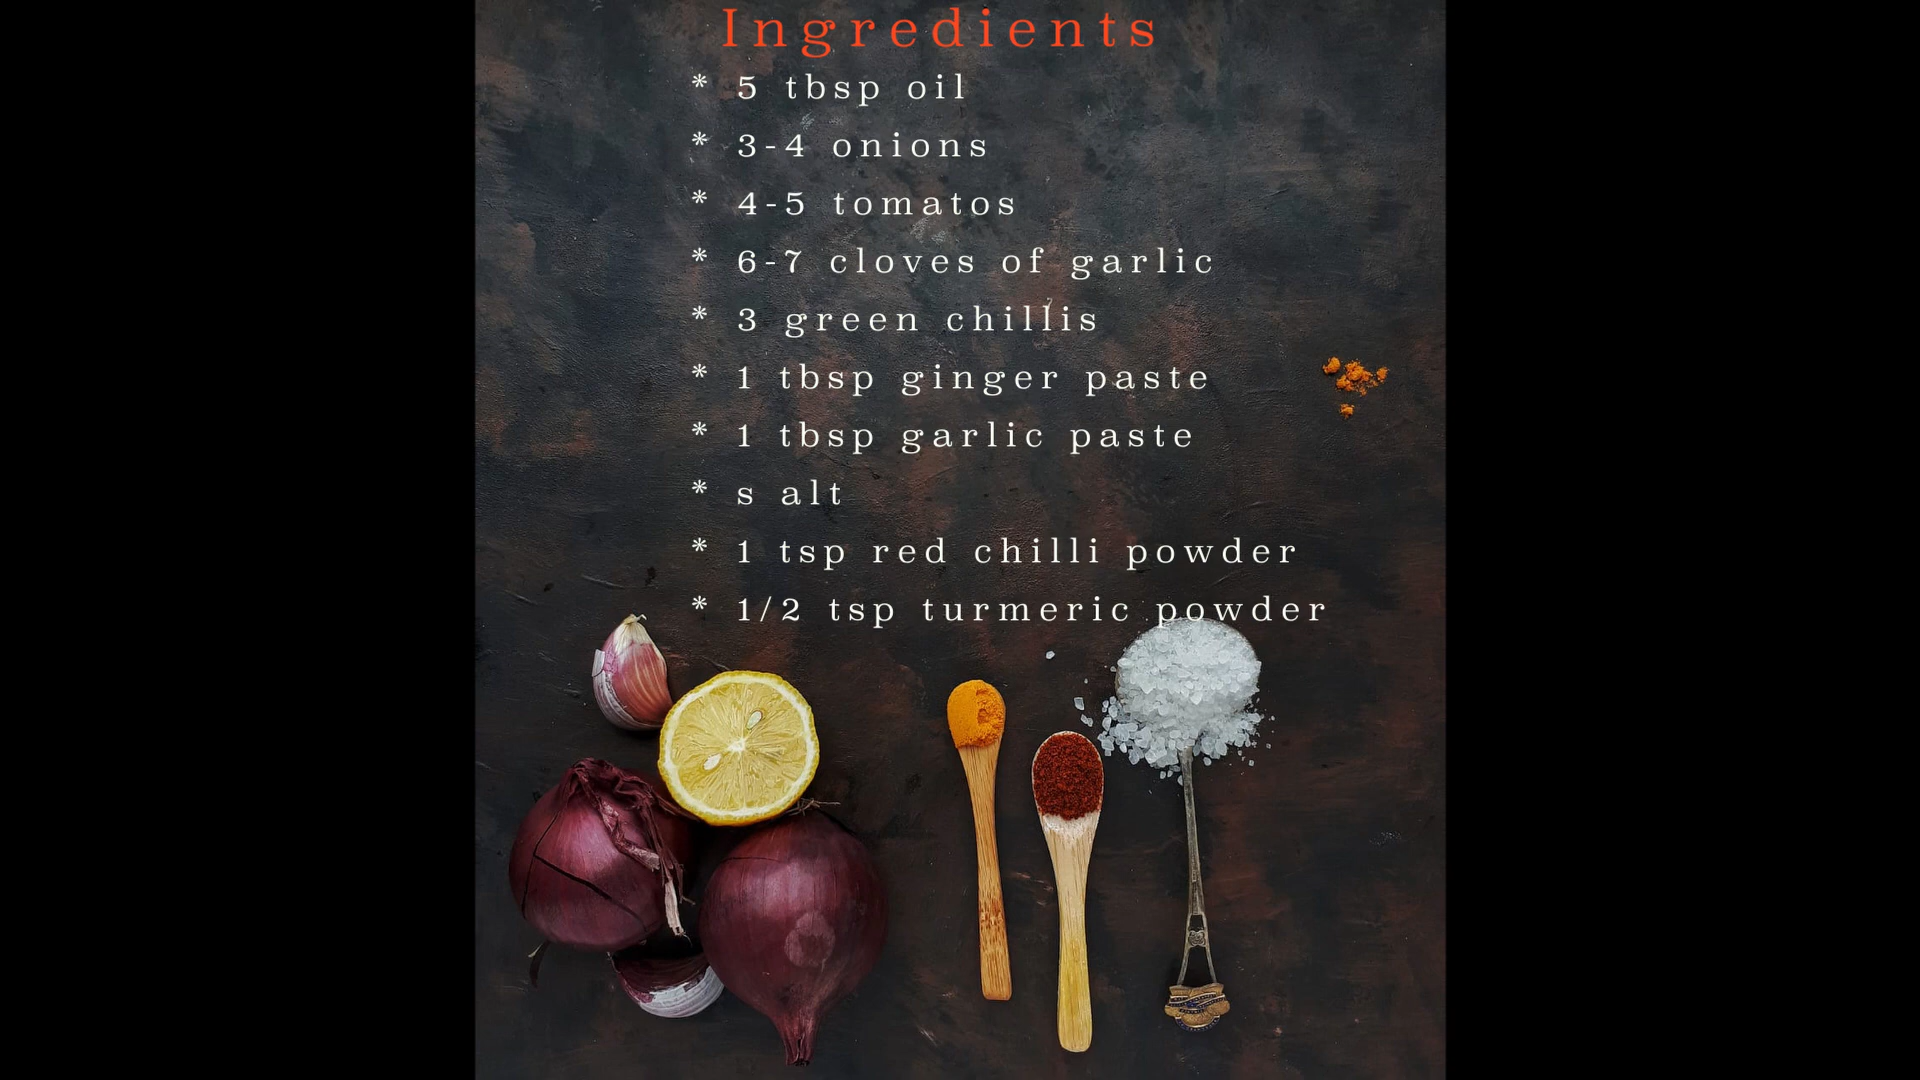 Ingredients
* 5 tbsp oil
* 3-4 onions
* 4-5 tomatos
* 6-7 cloves of garlic
* 3 green chillis
* 1 tbsp ginger paste
* 1 tbsp garlic paste
* s alt
* 1 tsp red chilli powder
* 1/2 tsp turmeric powder